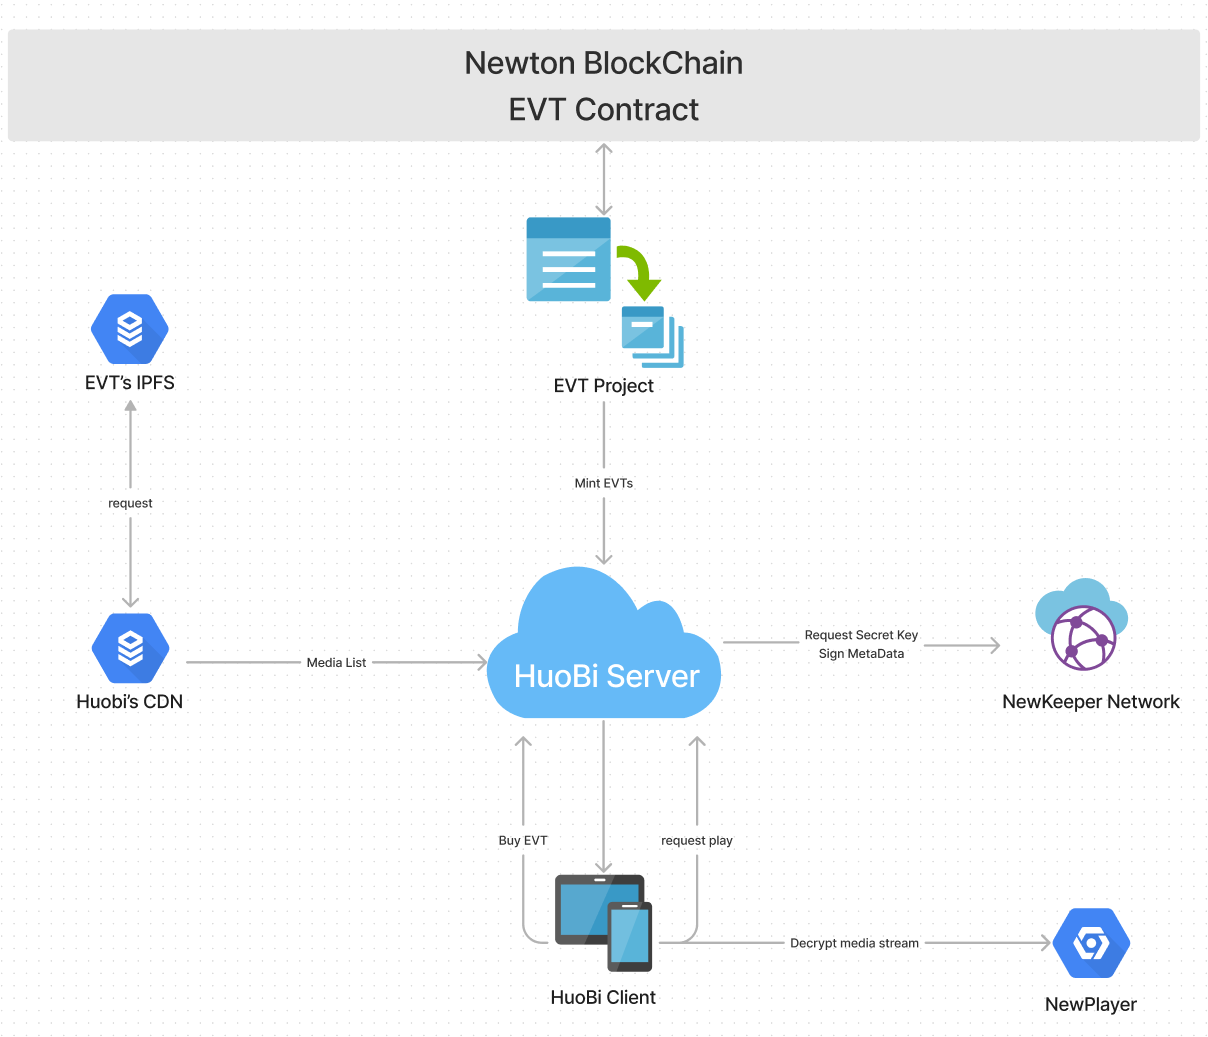 Newton BlockChain
EVT Contract
EVT’s IPFS
EVT Project
Mint EVTs
request
HuoBi Server
Request Secret Key
Sign MetaData
Media List
Huobi’s CDN
NewKeeper Network
Buy EVT
request play
Decrypt media stream
HuoBi Client
NewPlayer